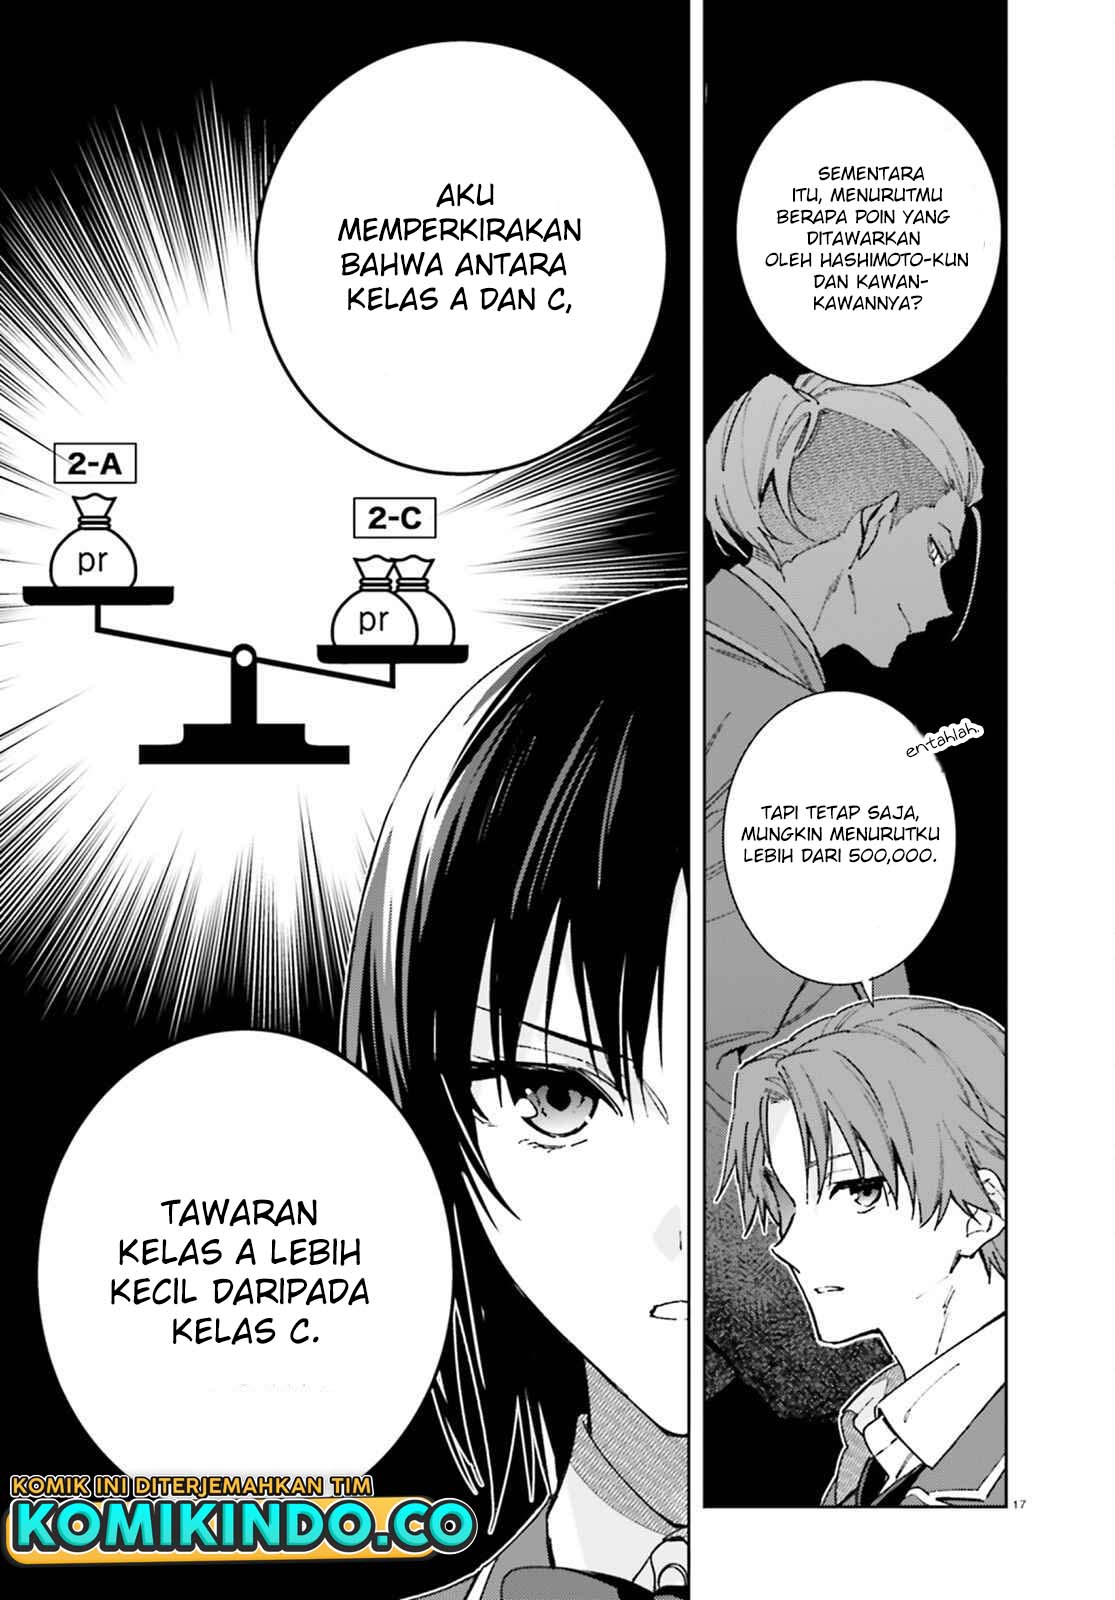 SEMENTARA
ITU, MENURUTMU
BERAPA POIN YANG
DITAWARKAN
OLEH HASHIMOTO-KUN
DAN KAWAN-
KAWANNYA?
entahlah.
TAPI TETAP SAJA,
MUNGKIN MENURUTKU
LEBIH DARI 500,000.
AKU
MEMPERKIRAKAN
BAHWA ANTARA
KELAS A DAN C,
2-A
pr
2-C
pr
TAWARAN
KELAS A LEBIH
KECIL DARIPADA
KELAS C.
KOMIK INI DITERJEMAHKAN TIM
KOMIKINDO.CO
17